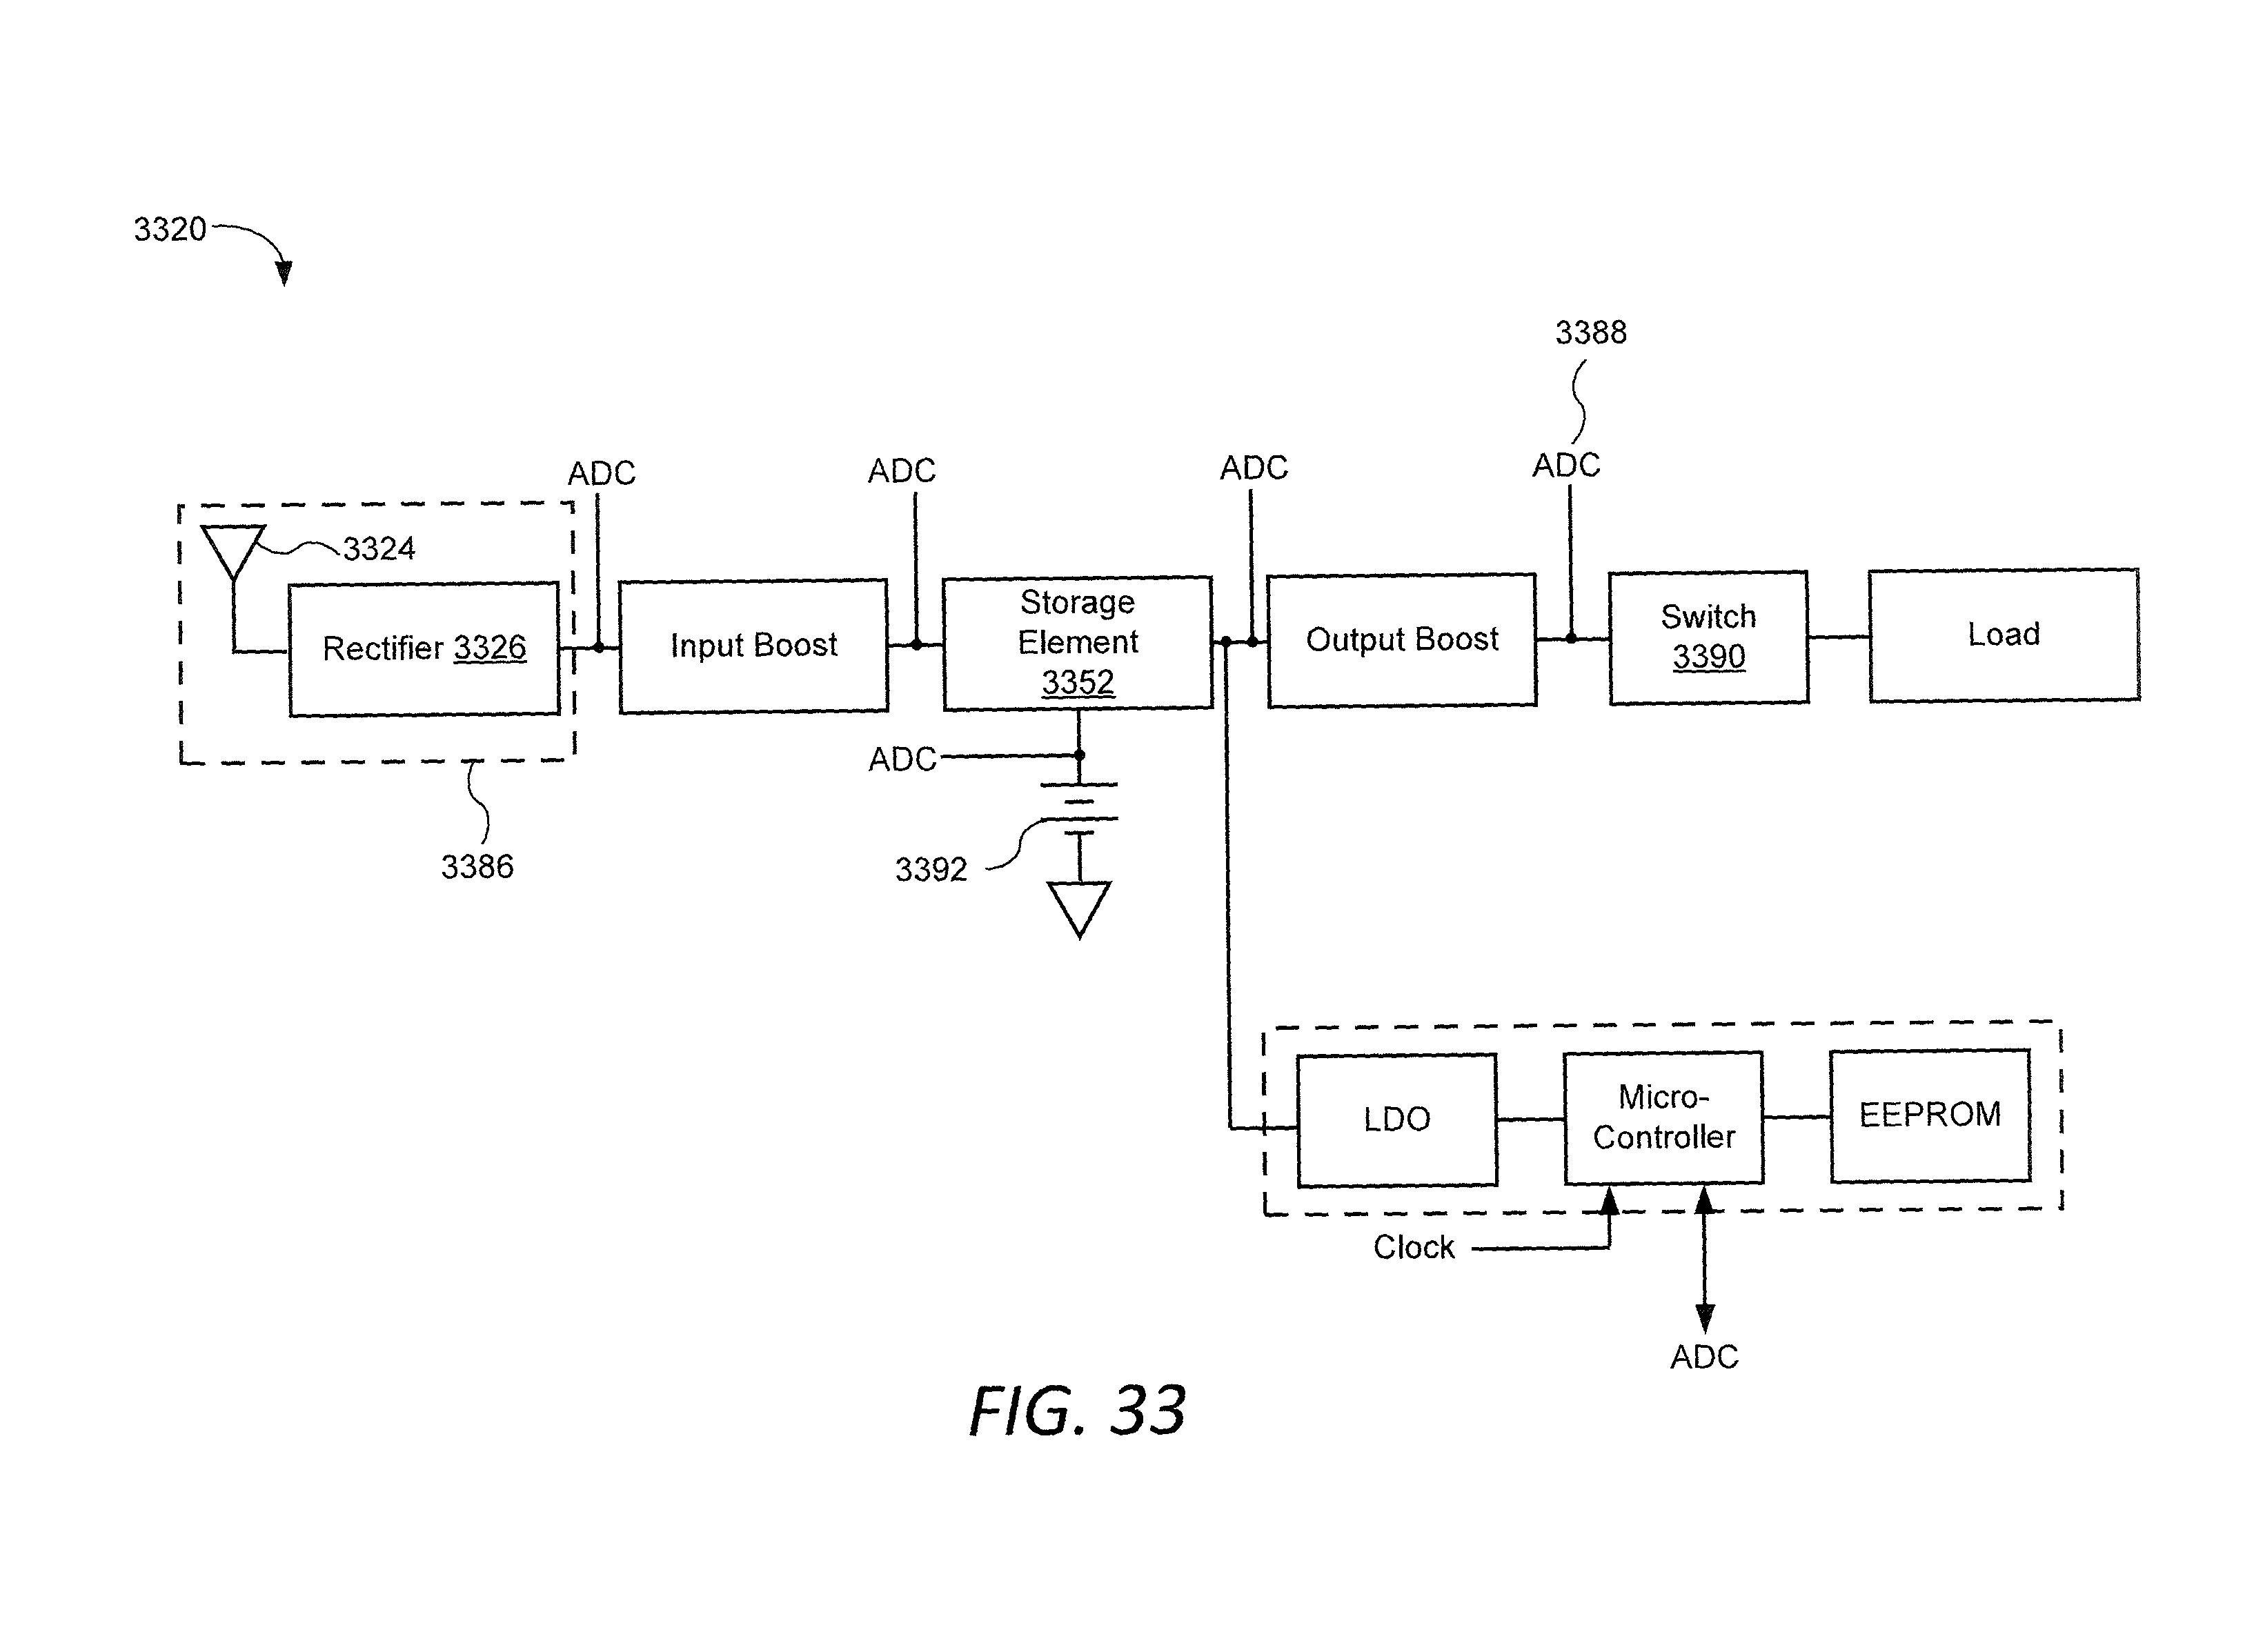 3320
3388
ADC
ADC
ADC
ADC
3324
Rectifier 3326
Input Boost
Storage
Element
3352
Output Boost
Switch
3390
Load
ADC
3386
3392
LDO
Micro-
Controller
EEPROM
Clock
ADC
FIG. 33